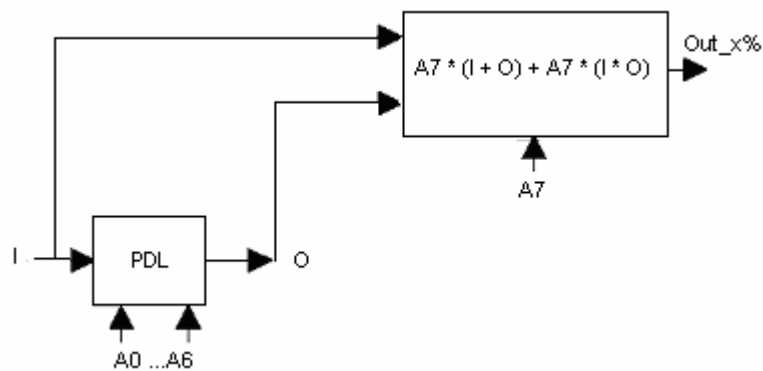 Out_x%
A7 * (I + O) + A7 * (I * O)
A7
I
PDL
O
A0 ...A6